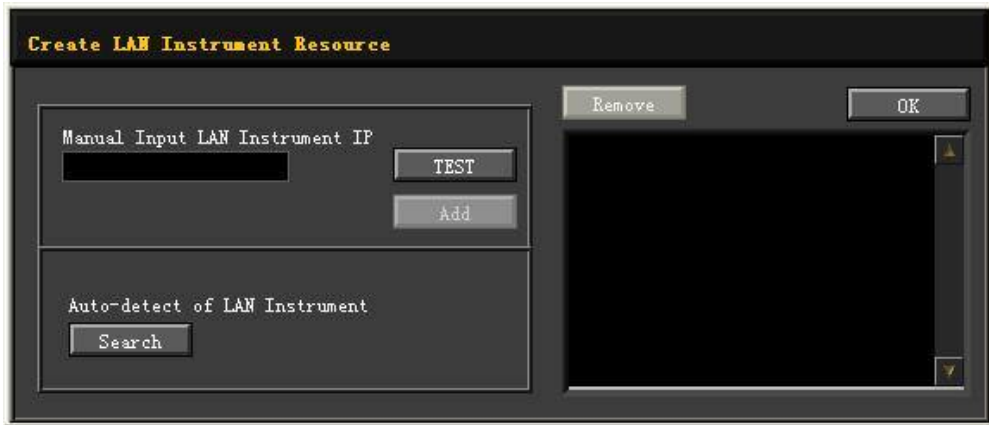 Create LAN Instrument Resource
Manual Input LAN Instrument IP
TEST
Add
Auto-detect of LAN Instrument
Search
Remove
OK